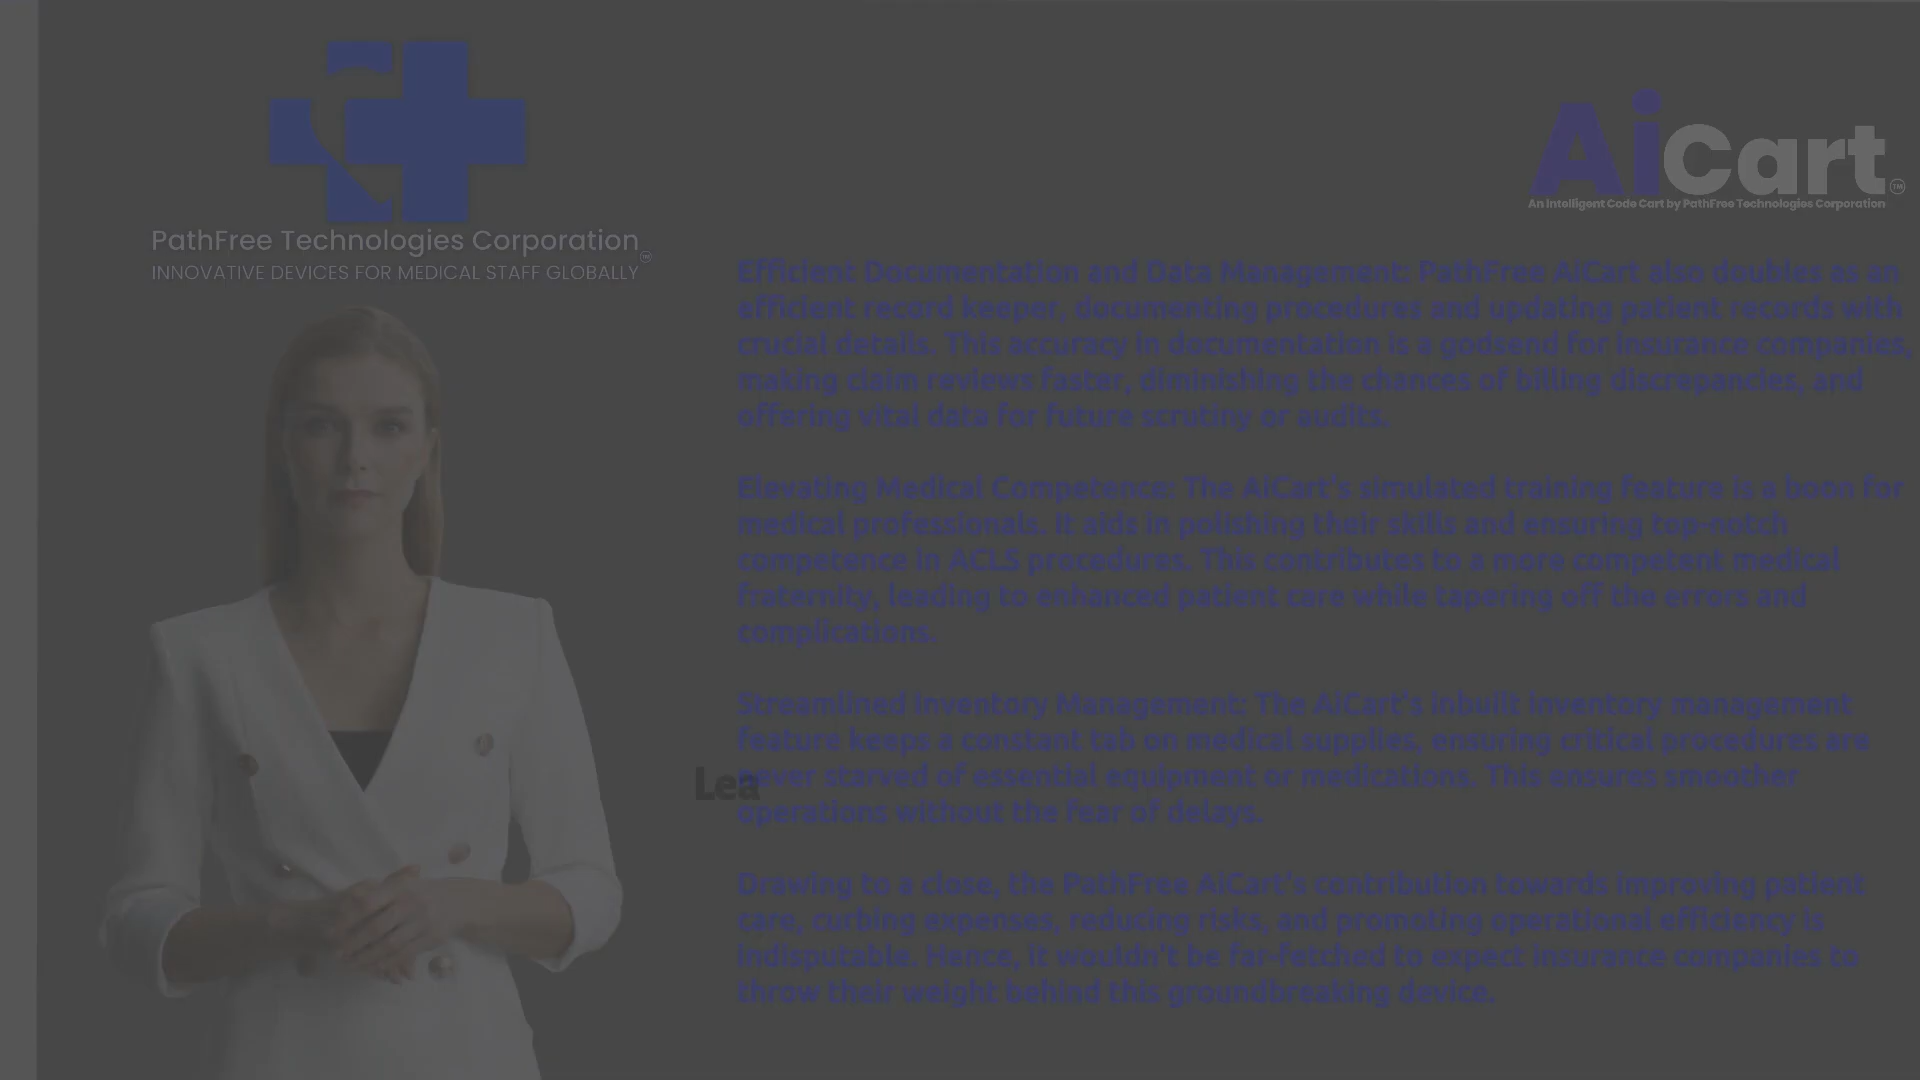 PathFree Technologies Corporation
INNOVATIVE DEVICES FOR MEDICAL STAFF GLOBALLY
TM
AiCart
TM
An Intelligent Code Cart by PathFree Technologies Corporation
Efficient Documentation and Data Management: PathFree AiCart also doubles as an
efficient record keeper, documenting procedures and updating patient records with
crucial details. This accuracy in documentation is a godsend for insurance companies,
making claim reviews faster, diminishing the chances of billing discrepancies, and
offering vital data for future scrutiny or audits.
Elevating Medical Competence: The AiCart's simulated training feature is a boon for
medical professionals. It aids in polishing their skills and ensuring top-notch
competence in ACLS procedures. This contributes to a more competent medical
fraternity, leading to enhanced patient care while tapering off the errors and
complications.
Streamlined Inventory Management: The AiCart's inbuilt inventory management
feature keeps a constant tab on medical supplies, ensuring critical procedures are
never starved of essential equipment or medications. This ensures smoother
operations without the fear of delays.
Lea
Drawing to a close, the PathFree AiCart's contribution towards improving patient
care, curbing expenses, reducing risks, and promoting operational efficiency is
indisputable. Hence, it wouldn't be far-fetched to expect insurance companies to
throw their weight behind this groundbreaking device.